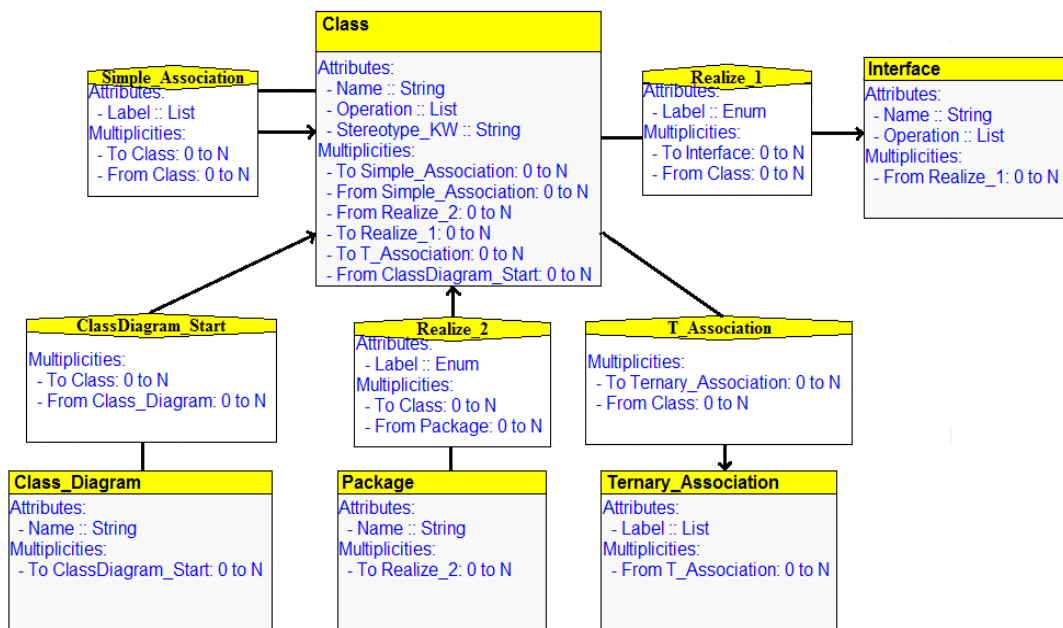 Class
Attributes:
- Name :: String
- Operation :: List
- Stereotype_KW :: String
Multiplicities:
- To Simple_Association: 0 to N
- From Simple_Association: 0 to N
- From Realize_2: 0 to N
- To Realize_1: 0 to N
- To T_Association: 0 to N
- From ClassDiagram_Start: 0 to N
Simple_Association
Attributes:
- Label :: List
Multiplicities:
- To Class: 0 to N
- From Class: 0 to N
Realize_1
Attributes:
- Label :: Enum
Multiplicities:
- To Interface: 0 to N
- From Class: 0 to N
Interface
Attributes:
- Name :: String
- Operation :: List
Multiplicities:
- From Realize_1: 0 to N
ClassDiagram_Start
Multiplicities:
- To Class: 0 to N
- From Class_Diagram: 0 to N
Realize_2
Attributes:
- Label :: Enum
Multiplicities:
- To Class: 0 to N
- From Package: 0 to N
T_Association
Multiplicities:
- To Ternary_Association: 0 to N
- From Class: 0 to N
Class_Diagram
Attributes:
- Name :: String
Multiplicities:
- To ClassDiagram_Start: 0 to N
Package
Attributes:
- Name :: String
Multiplicities:
- To Realize_2: 0 to N
Ternary_Association
Attributes:
- Label :: List
Multiplicities:
- From T_Association: 0 to N